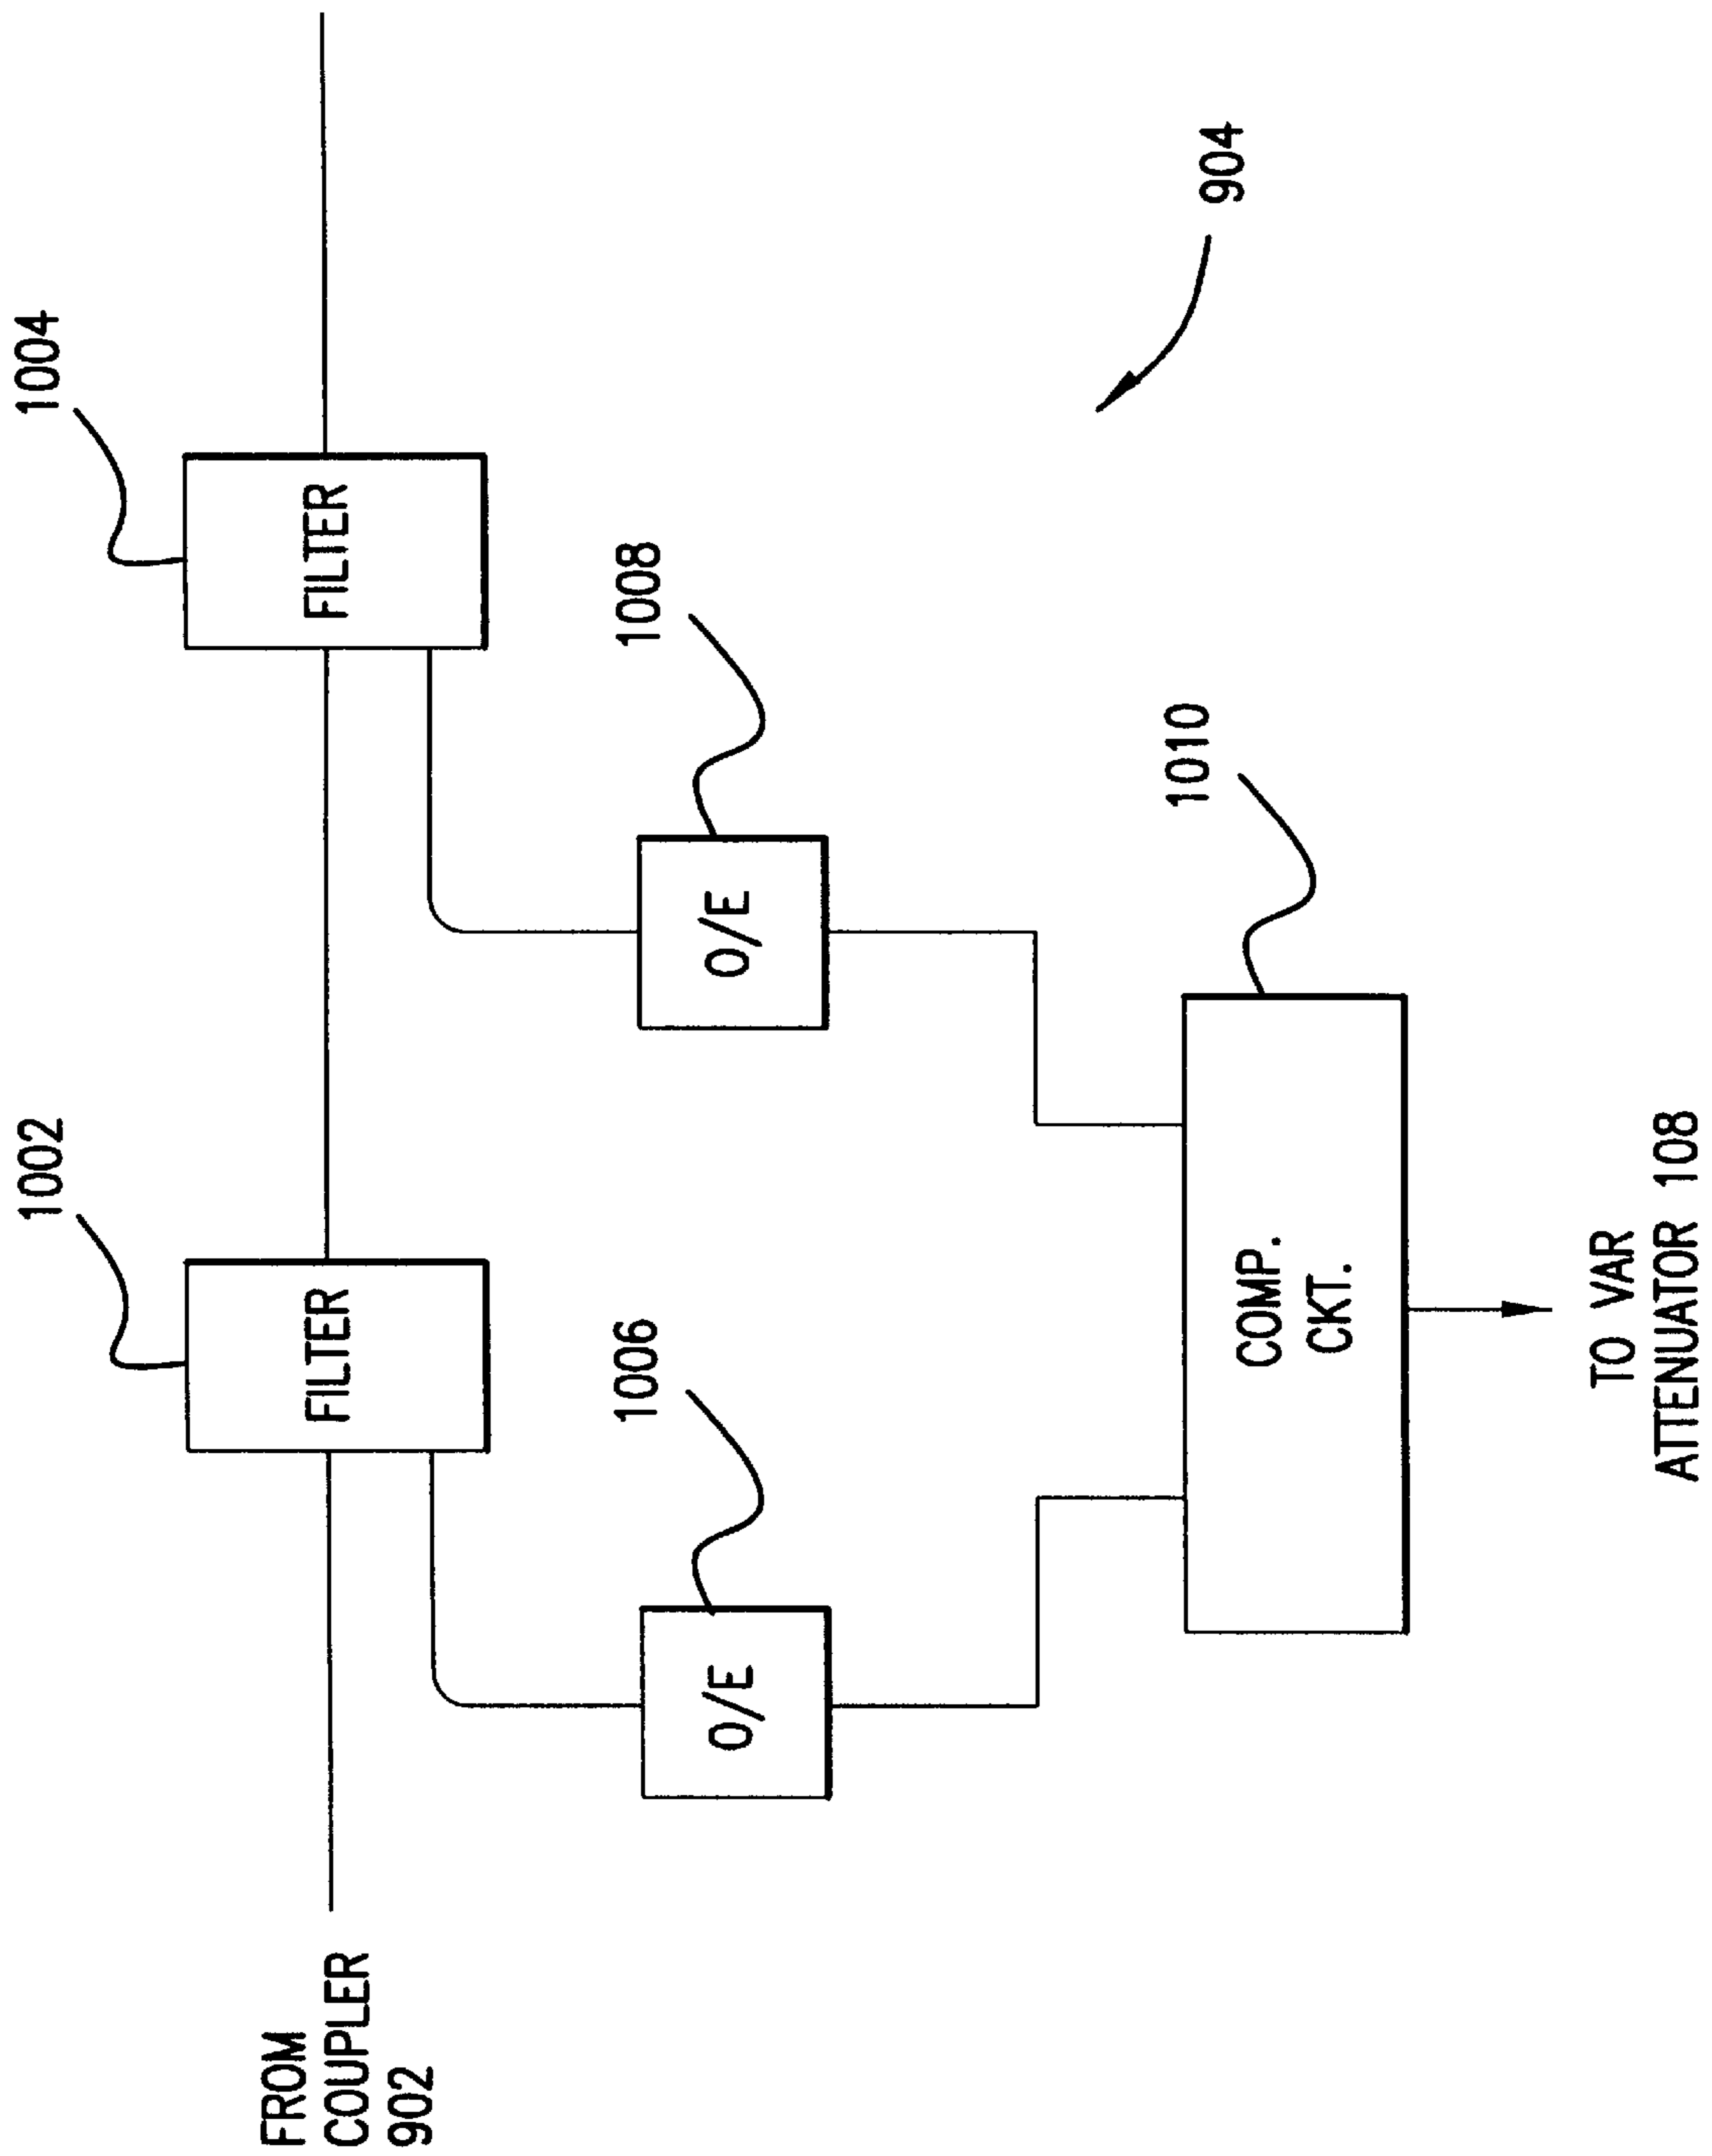 1002
1004
FILTER
FILTER
FROM
COUPLER
902
1006
1008
O/E
O/E
1010
904
COMP.
CKT.
TO VAR
ATTENUATOR 108